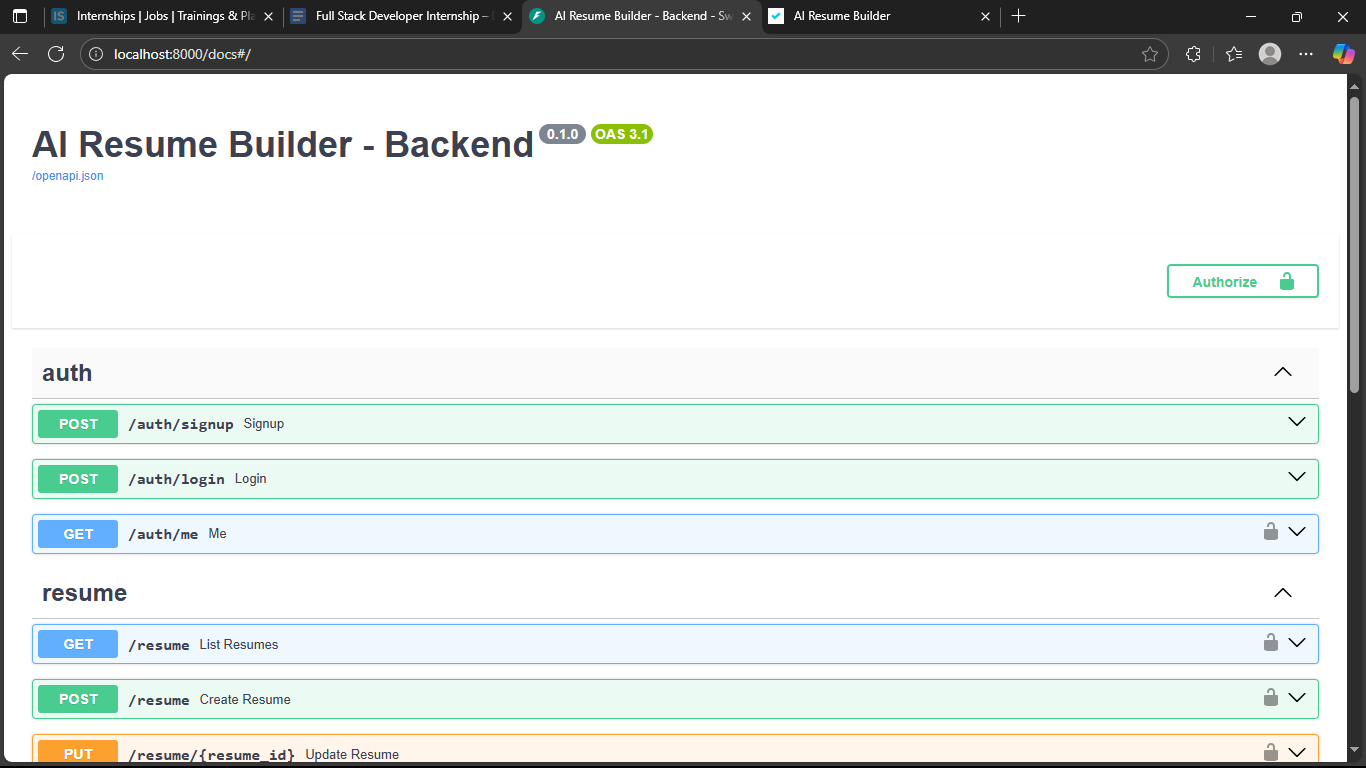 Internships | Jobs | Trainings & Pla
Full Stack Developer Internship –
AI Resume Builder - Backend - Sw
AI Resume Builder
localhost:8000/docs#/
AI Resume Builder - Backend 0.1.0 OAS 3.1
/openapi.json
Authorize
auth
POST /auth/signup Signup
POST /auth/login Login
GET /auth/me Me
resume
GET /resume List Resumes
POST /resume Create Resume
PUT /resume/{resume_id} Update Resume